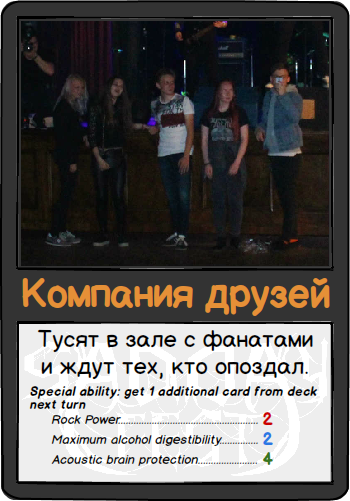 Компания друзей
Тусят в зале с фанатами
и ждут тех, кто опоздал.
Special ability: get 1 additional card from deck
next turn
Rock Power 2
Maximum alcohol digestibility 2
Acoustic brain protection 4